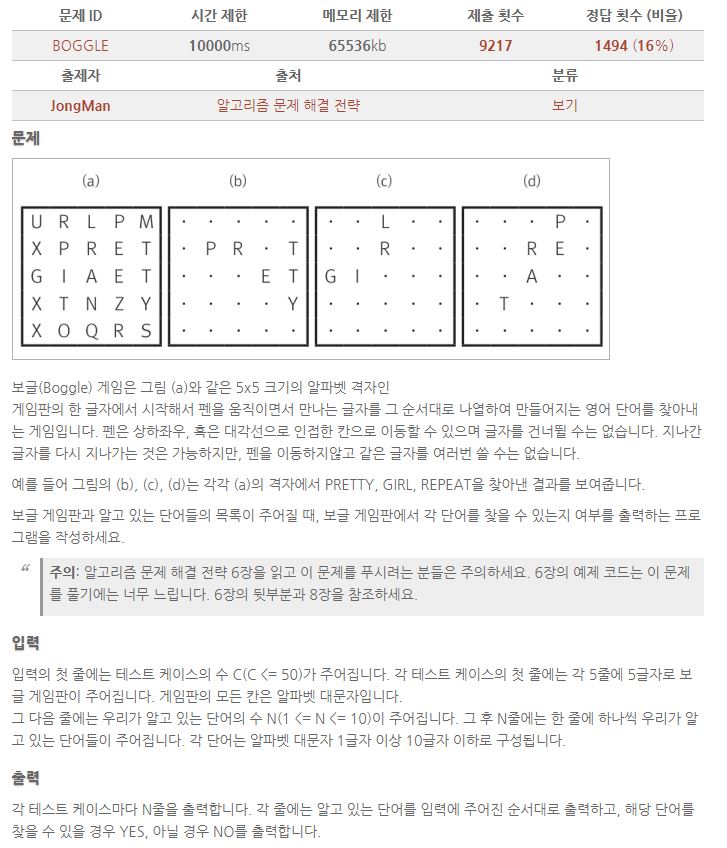 문제 ID 시간 제한 메모리 제한 제출 횟수 정답 횟수 (비율)
BOGGLE 10000ms 65536kb 9217 1494 (16%)
출제자 출처 분류
JongMan 알고리즘 문제 해결 전략 보기
문제
(a) (b) (c) (d)
U R L P M · · · · · · · L · · · · · P ·
X P R E T · P R · T · · R · · · · R E ·
G I A E T · · · E T G I · · · · · A · ·
X T N Z Y · · · · Y · · · · · · T · · ·
X O Q R S · · · · · · · · · · · · · · ·
보글(Boggle) 게임은 그림 (a)와 같은 5x5 크기의 알파벳 격자인
게임판의 한 글자에서 시작해서 펜을 움직이면서 만나는 글자를 그 순서대로 나열하여 만들어지는 영어 단어를 찾아내
는 게임입니다. 펜은 상하좌우, 혹은 대각선으로 인접한 칸으로 이동할 수 있으며 글자를 건너뛸 수는 없습니다. 지나간
글자를 다시 지나가는 것은 가능하지만, 펜을 이동하지않고 같은 글자를 여러번 쓸 수는 없습니다.
예를 들어 그림의 (b), (c), (d)는 각각 (a)의 격자에서 PRETTY, GIRL, REPEAT을 찾아낸 결과를 보여줍니다.
보글 게임판과 알고 있는 단어들의 목록이 주어질 때, 보글 게임판에서 각 단어를 찾을 수 있는지 여부를 출력하는 프로
그램을 작성하세요.
“ 주의: 알고리즘 문제 해결 전략 6장을 읽고 이 문제를 푸시려는 분들은 주의하세요. 6장의 예제 코드는 이 문제
를 풀기에는 너무 느립니다. 6장의 뒷부분과 8장을 참조하세요.
입력
입력의 첫 줄에는 테스트 케이스의 수 C(C <= 50)가 주어집니다. 각 테스트 케이스의 첫 줄에는 각 5줄에 5글자로 보
글 게임판이 주어집니다. 게임판의 모든 칸은 알파벳 대문자입니다.
그 다음 줄에는 우리가 알고 있는 단어의 수 N(1 <= N <= 10)이 주어집니다. 그 후 N줄에는 한 줄에 하나씩 우리가 알
고 있는 단어들이 주어집니다. 각 단어는 알파벳 대문자 1글자 이상 10글자 이하로 구성됩니다.
출력
각 테스트 케이스마다 N줄을 출력합니다. 각 줄에는 알고 있는 단어를 입력에 주어진 순서대로 출력하고, 해당 단어를
찾을 수 있을 경우 YES, 아닐 경우 NO를 출력합니다.